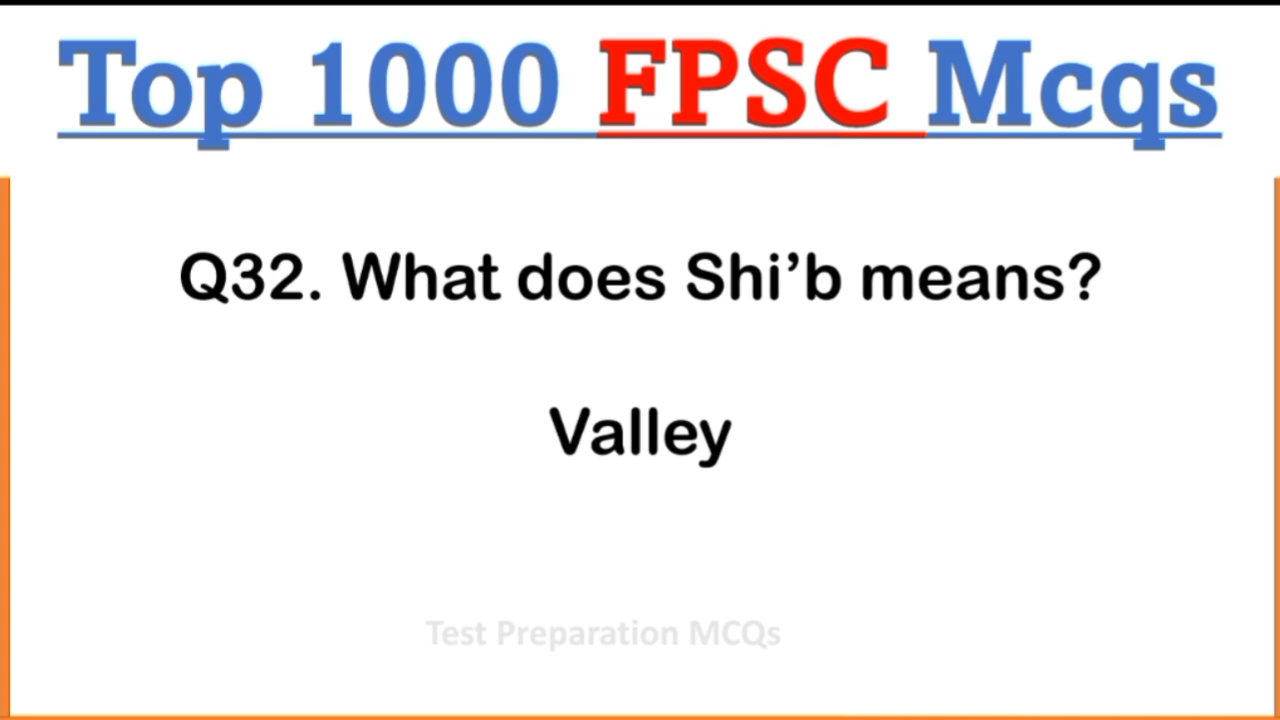 Top 1000 FPSC Mcqs
Q32. What does Shi’b means?
Valley
Test Preparation MCQs